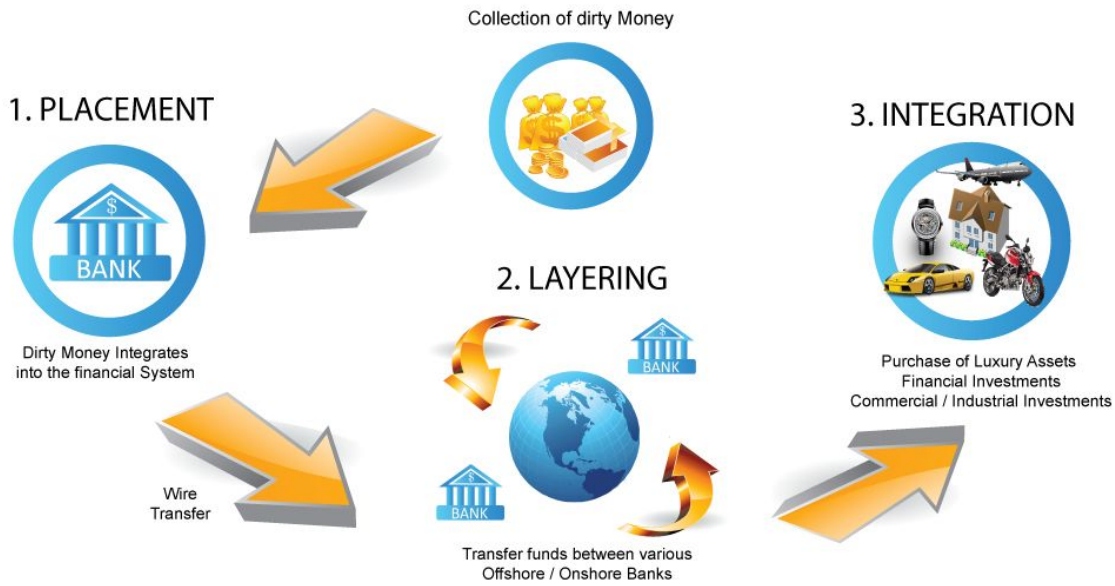 Collection of dirty Money
1. PLACEMENT
$
BANK
Dirty Money Integrates
into the financial System
Wire
Transfer
2. LAYERING
BANK
BANK
Transfer funds between various
Offshore / Onshore Banks
3. INTEGRATION
Purchase of Luxury Assets
Financial Investments
Commercial / Industrial Investments